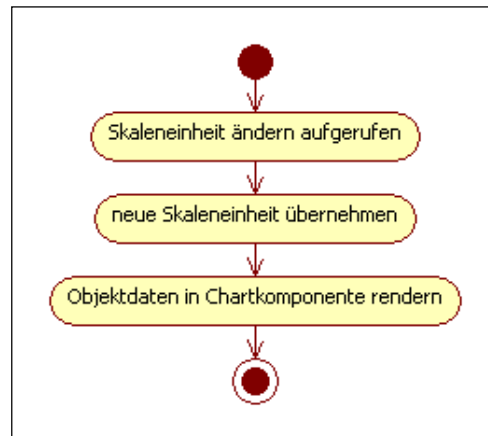 Skaleneinheit ändern aufgerufen
neue Skaleneinheit übernehmen
Objektdaten in Chartkomponente rendern